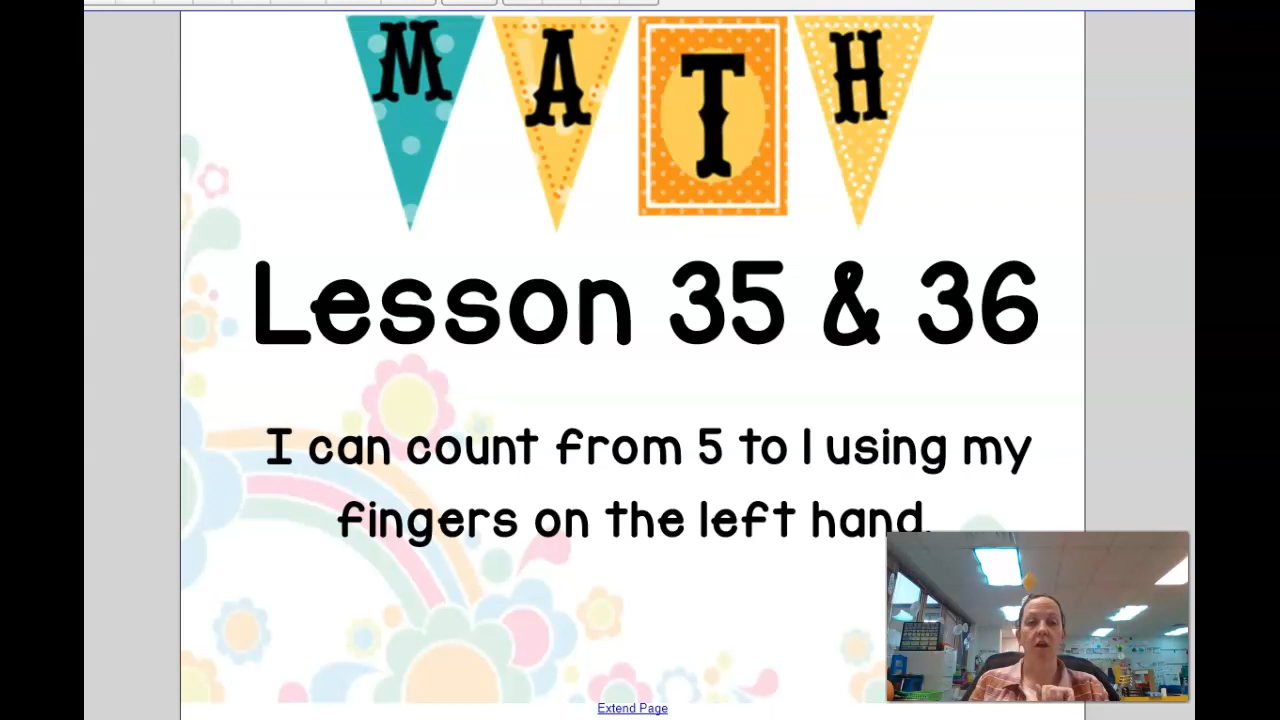 MATH
Lesson 35 & 36
I can count from 5 to 1 using my
fingers on the left hand.
Extend Page